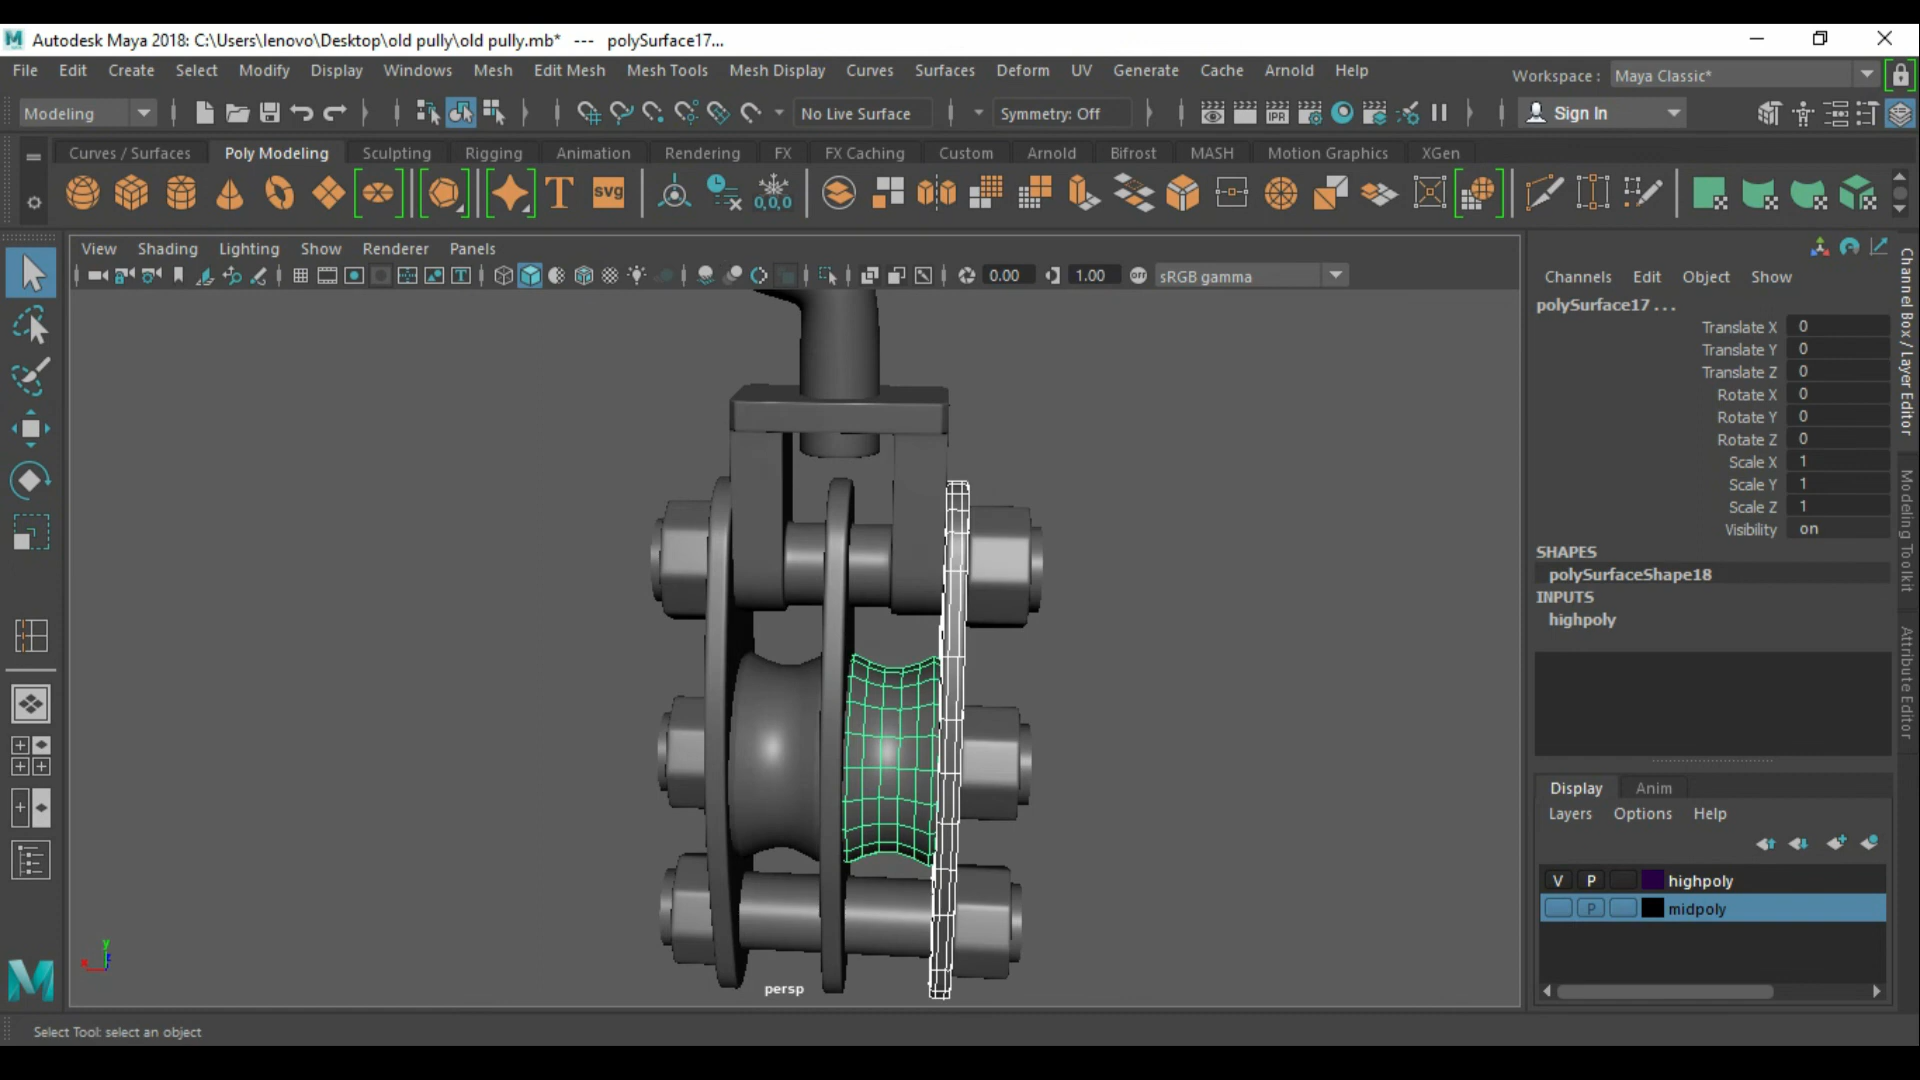 Autodesk Maya 2018: C:\Users\lenovo\Desktop\old pully\old pully.mb* --- polySurface17...
File Edit Create Select Modify Display Windows Mesh Edit Mesh Mesh Tools Mesh Display Curves Surfaces Deform UV Generate Cache Arnold Help Workspace : Maya Classic*
Modeling No Live Surface Symmetry: Off IPR Sign In
Curves / Surfaces Poly Modeling Sculpting Rigging Animation Rendering FX FX Caching Custom Arnold Bifrost MASH Motion Graphics XGen
T svg 0,0,0
View Shading Lighting Show Renderer Panels
0.00 1.00 sRGB gamma
Channels Edit Object Show
polySurface17 . . .
Translate X 0
Translate Y 0
Translate Z 0
Rotate X 0
Rotate Y 0
Rotate Z 0
Scale X 1
Scale Y 1
Scale Z 1
Visibility on
SHAPES
polySurfaceShape18
INPUTS
highpoly
Display Anim
Layers Options Help
V P highpoly
P midpoly
Channel Box / Layer Editor
Modeling Toolkit
Attribute Editor
y
x
persp
Select Tool: select an object